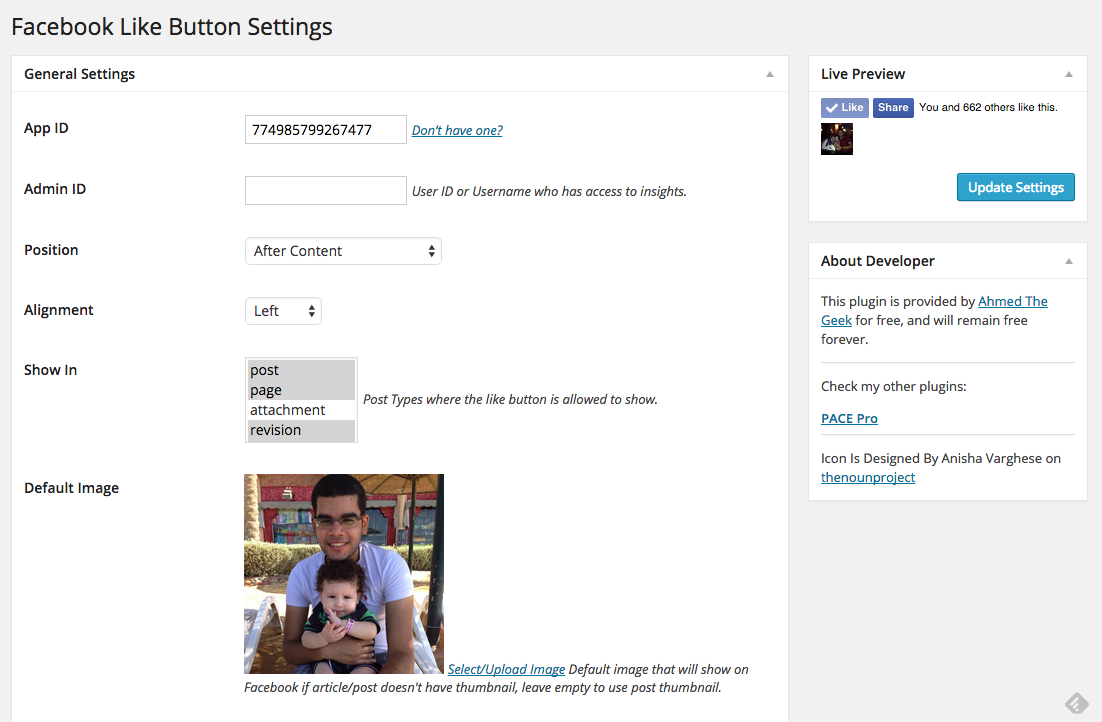 Facebook Like Button Settings
General Settings
App ID
774985799267477
Don't have one?
Admin ID
User ID or Username who has access to insights.
Position
After Content
Alignment
Left
Show In
post
page
attachment
revision
Post Types where the like button is allowed to show.
Default Image
Select/Upload Image Default image that will show on
Facebook if article/post doesn't have thumbnail, leave empty to use post thumbnail.
Live Preview
Like
Share
You and 662 others like this.
Update Settings
About Developer
This plugin is provided by Ahmed The
Geek for free, and will remain free
forever.
Check my other plugins:
PACE Pro
Icon Is Designed By Anisha Varghese on
thenounproject